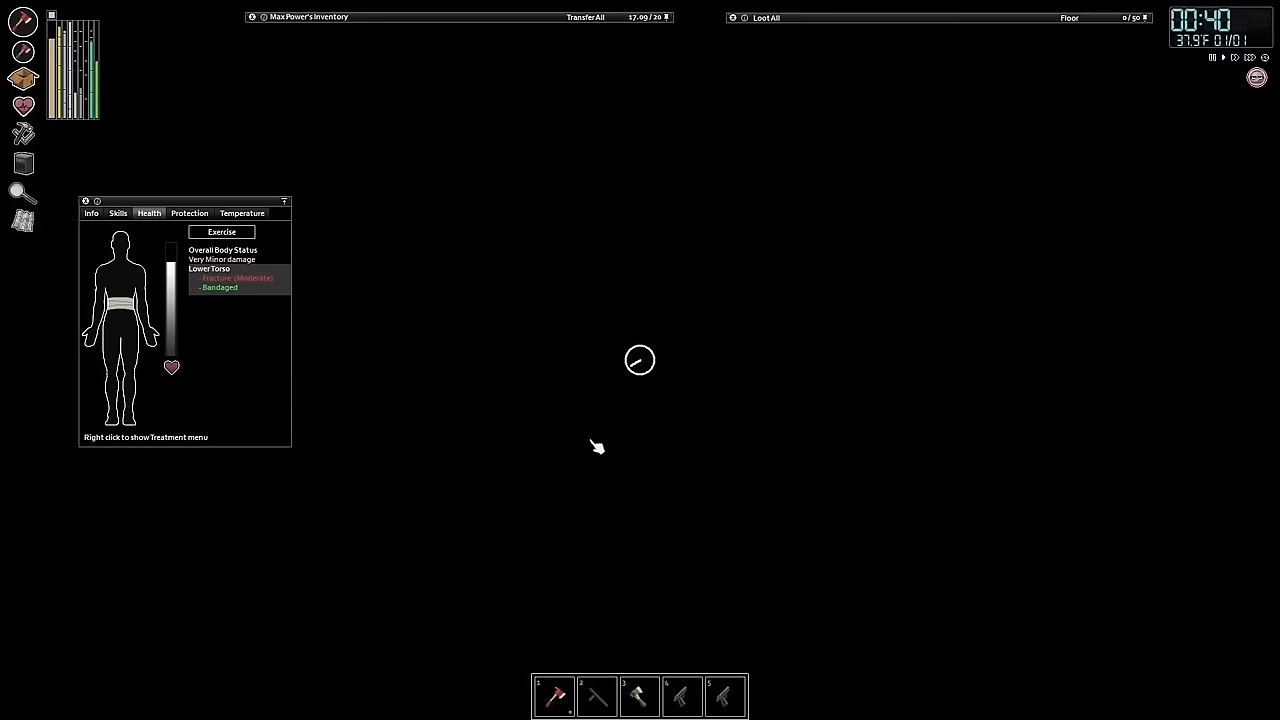 Max Power's Inventory Transfer All 17.09 / 20
Loot All Floor 0 / 50
00:40
37.9°F 01/01
Info Skills Health Protection Temperature
Exercise
Overall Body Status
Very Minor damage
Lower Torso
- Fracture (Moderate)
- Bandaged
Right click to show Treatment menu
1 2 3 4 5